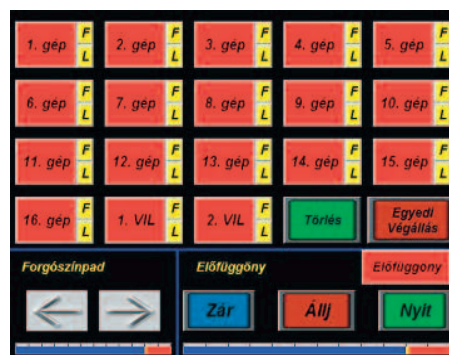 1. gép F L 2. gép F L 3. gép F L 4. gép F L 5. gép F L
6. gép F L 7. gép F L 8. gép F L 9. gép F L 10. gép F L
11. gép F L 12. gép F L 13. gép F L 14. gép F L 15. gép F L
16. gép F L 1. VIL F L 2. VIL F L Törlés Egyedi
Végállás
Forgószínpad Előfüggöny Előfüggöny
Zár Állj Nyit